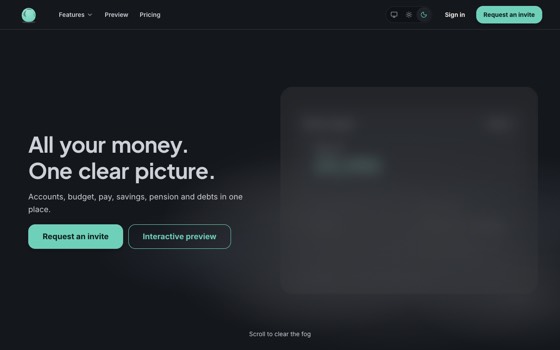 Features
Preview
Pricing
Sign in
Request an invite
All your money.
One clear picture.
Accounts, budget, pay, savings, pension and debts in one
place.
Request an invite
Interactive preview
Scroll to clear the fog